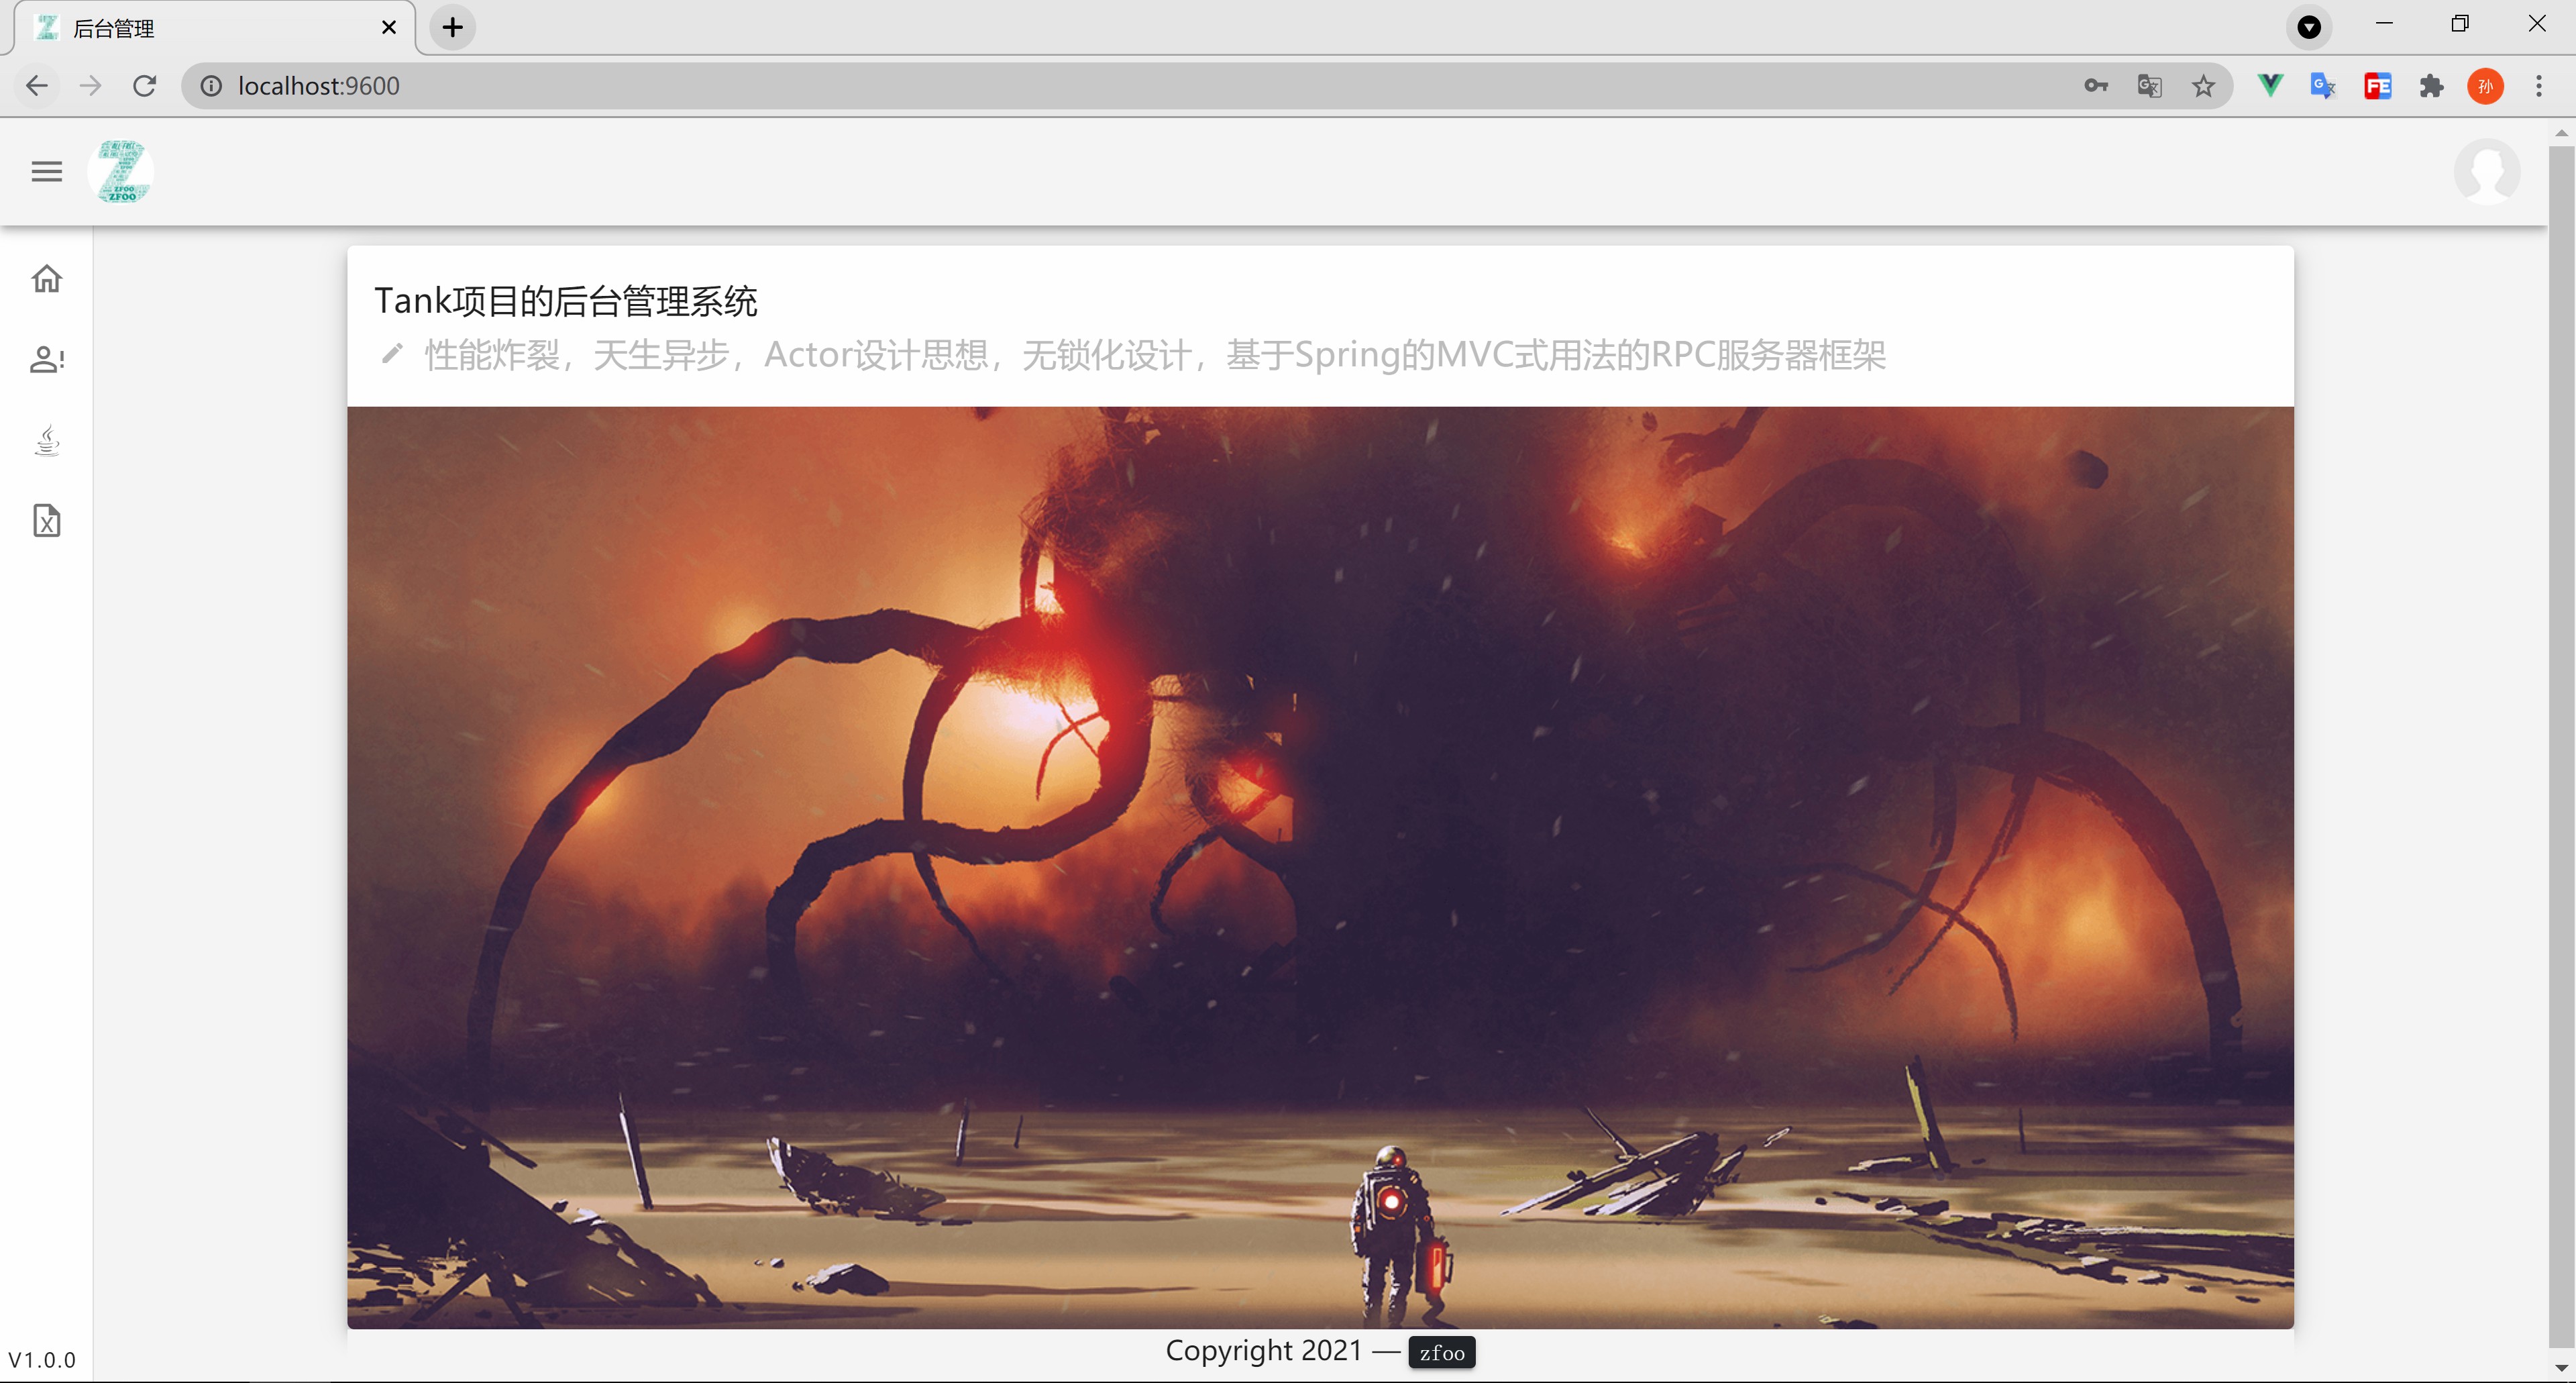 后台管理
localhost:9600
孙
ZFOO
ZFOO
Tank项目的后台管理系统
性能炸裂，天生异步，Actor设计思想，无锁化设计，基于Spring的MVC式用法的RPC服务器框架
V1.0.0
Copyright 2021 — zfoo